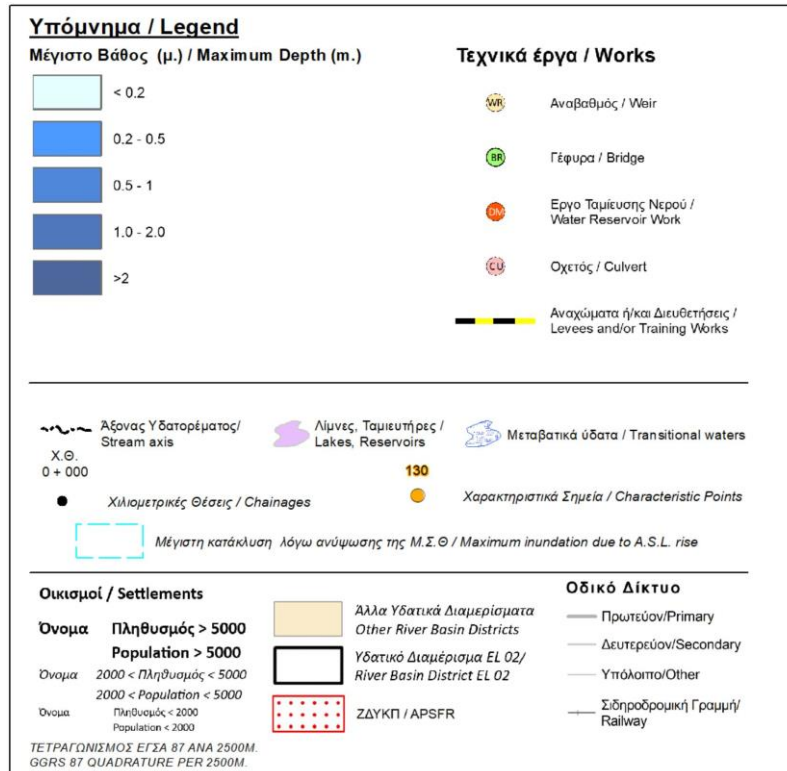 Υπόμνημα / Legend
Μέγιστο Βάθος (μ.) / Maximum Depth (m.)
< 0.2
0.2 - 0.5
0.5 - 1
1.0 - 2.0
>2
Τεχνικά έργα / Works
WR Αναβαθμός / Weir
BR Γέφυρα / Bridge
DM Εργο Ταμίευσης Νερού /
Water Reservoir Work
CU Οχετός / Culvert
Αναχώματα ή/και Διευθετήσεις /
Levees and/or Training Works
Άξονας Υδατορέματος/
Stream axis
Λίμνες, Ταμιευτήρες /
Lakes, Reservoirs
Μεταβατικά ύδατα / Transitional waters
Χ.Θ.
0 + 000
Χιλιομετρικές Θέσεις / Chainages
130
Χαρακτηριστικά Σημεία / Characteristic Points
Μέγιστη κατάκλυση λόγω ανύψωσης της Μ.Σ.Θ / Maximum inundation due to A.S.L. rise
Οικισμοί / Settlements
Όνομα Πληθυσμός > 5000
Population > 5000
Όνομα 2000 < Πληθυσμός < 5000
2000 < Population < 5000
Όνομα Πληθυσμός < 2000
Population < 2000
Άλλα Υδατικά Διαμερίσματα
Other River Basin Districts
Υδατικό Διαμέρισμα EL 02/
River Basin District EL 02
ΖΔΥΚΠ / APSFR
Οδικό Δίκτυο
Πρωτεύον/Primary
Δευτερεύον/Secondary
Υπόλοιπο/Other
Σιδηροδρομική Γραμμή/
Railway
ΤΕΤΡΑΓΩΝΙΣΜΟΣ ΕΓΣΑ 87 ΑΝΑ 2500Μ.
GGRS 87 QUADRATURE PER 2500M.